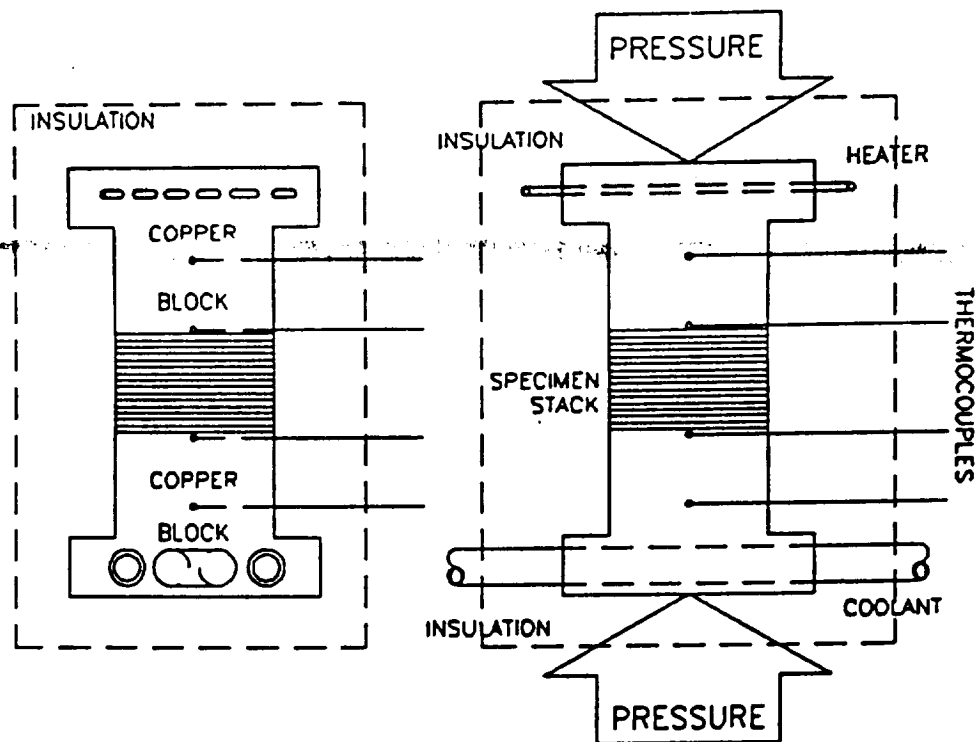 INSULATION
COPPER
BLOCK
COPPER
BLOCK
PRESSURE
INSULATION
HEATER
SPECIMEN
STACK
THERMOCOUPLES
COOLANT
INSULATION
PRESSURE